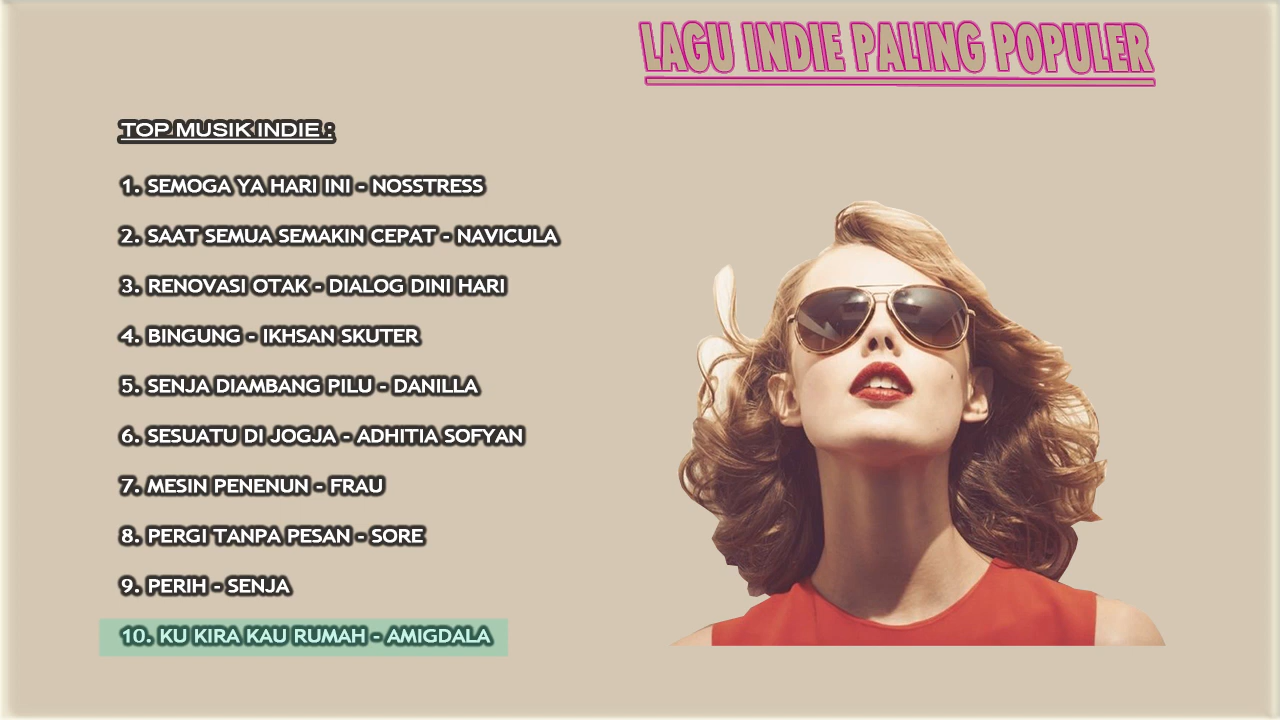 LAGU INDIE PALING POPULER
TOP MUSIK INDIE :
1. SEMOGA YA HARI INI - NOSSTRESS
2. SAAT SEMUA SEMAKIN CEPAT - NAVICULA
3. RENOVASI OTAK - DIALOG DINI HARI
4. BINGUNG - IKHSAN SKUTER
5. SENJA DIAMBANG PILU - DANILLA
6. SESUATU DI JOGJA - ADHITIA SOFYAN
7. MESIN PENENUN - FRAU
8. PERGI TANPA PESAN - SORE
9. PERIH - SENJA
10. KU KIRA KAU RUMAH - AMIGDALA